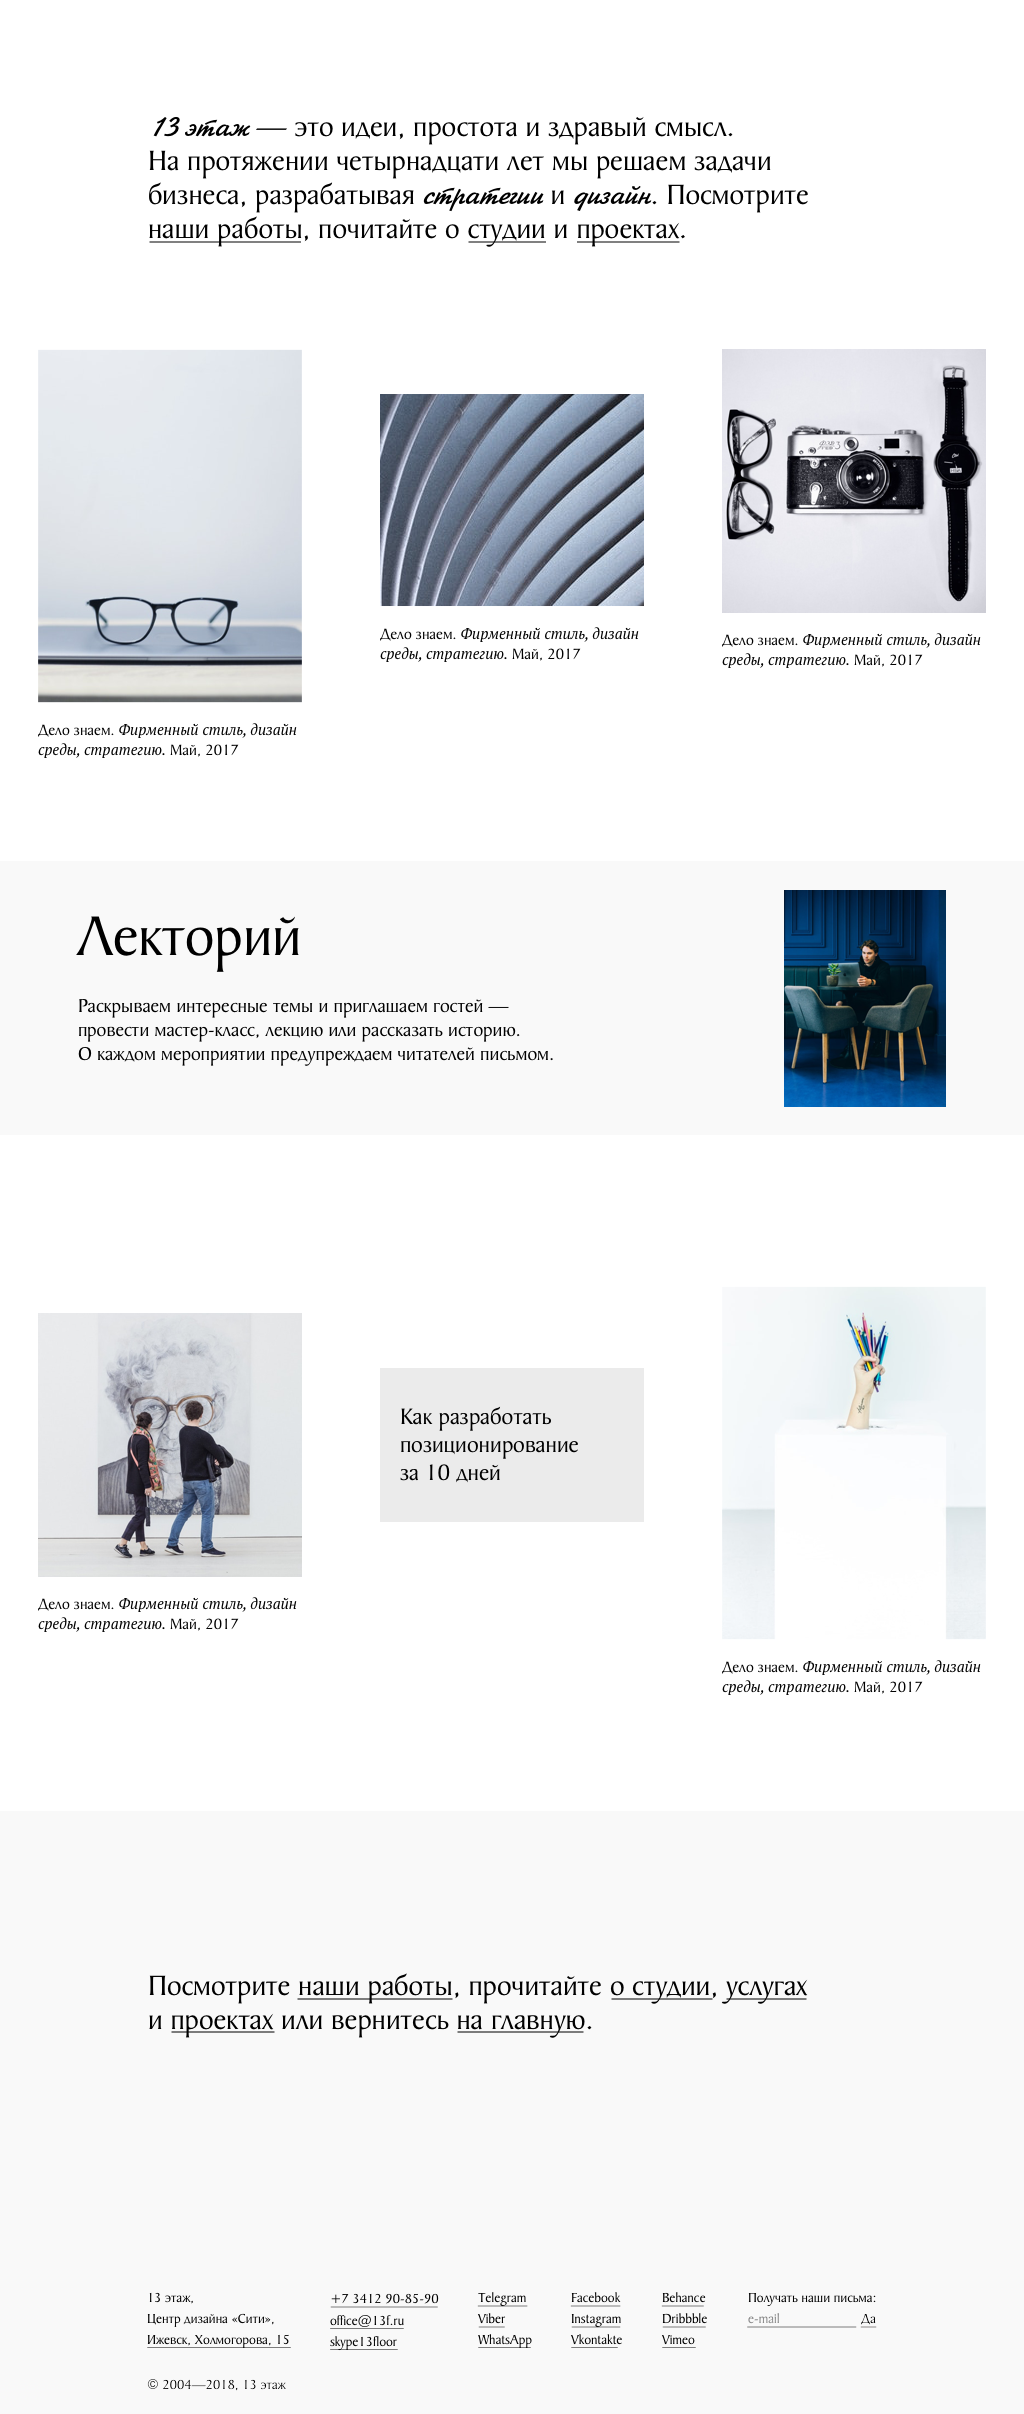 13 этаж — это идеи, простота и здравый смысл.
На протяжении четырнадцати лет мы решаем задачи
бизнеса, разрабатывая стратегии и дизайн. Посмотрите
наши работы, почитайте о студии и проектах.
Дело знаем. Фирменный стиль, дизайн
среды, стратегию. Май, 2017
Дело знаем. Фирменный стиль, дизайн
среды, стратегию. Май, 2017
Дело знаем. Фирменный стиль, дизайн
среды, стратегию. Май, 2017
Лекторий
Раскрываем интересные темы и приглашаем гостей —
провести мастер-класс, лекцию или рассказать историю.
О каждом мероприятии предупреждаем читателей письмом.
Дело знаем. Фирменный стиль, дизайн
среды, стратегию. Май, 2017
Как разработать
позиционирование
за 10 дней
Дело знаем. Фирменный стиль, дизайн
среды, стратегию. Май, 2017
Посмотрите наши работы, прочитайте о студии, услугах
и проектах или вернитесь на главную.
13 этаж,
Центр дизайна «Сити»,
Ижевск, Холмогорова, 15
+7 3412 90-85-90
office@13f.ru
skype13floor
Telegram
Viber
WhatsApp
Facebook
Instagram
Vkontakte
Behance
Dribbble
Vimeo
Получать наши письма:
e-mail Да
© 2004—2018, 13 этаж